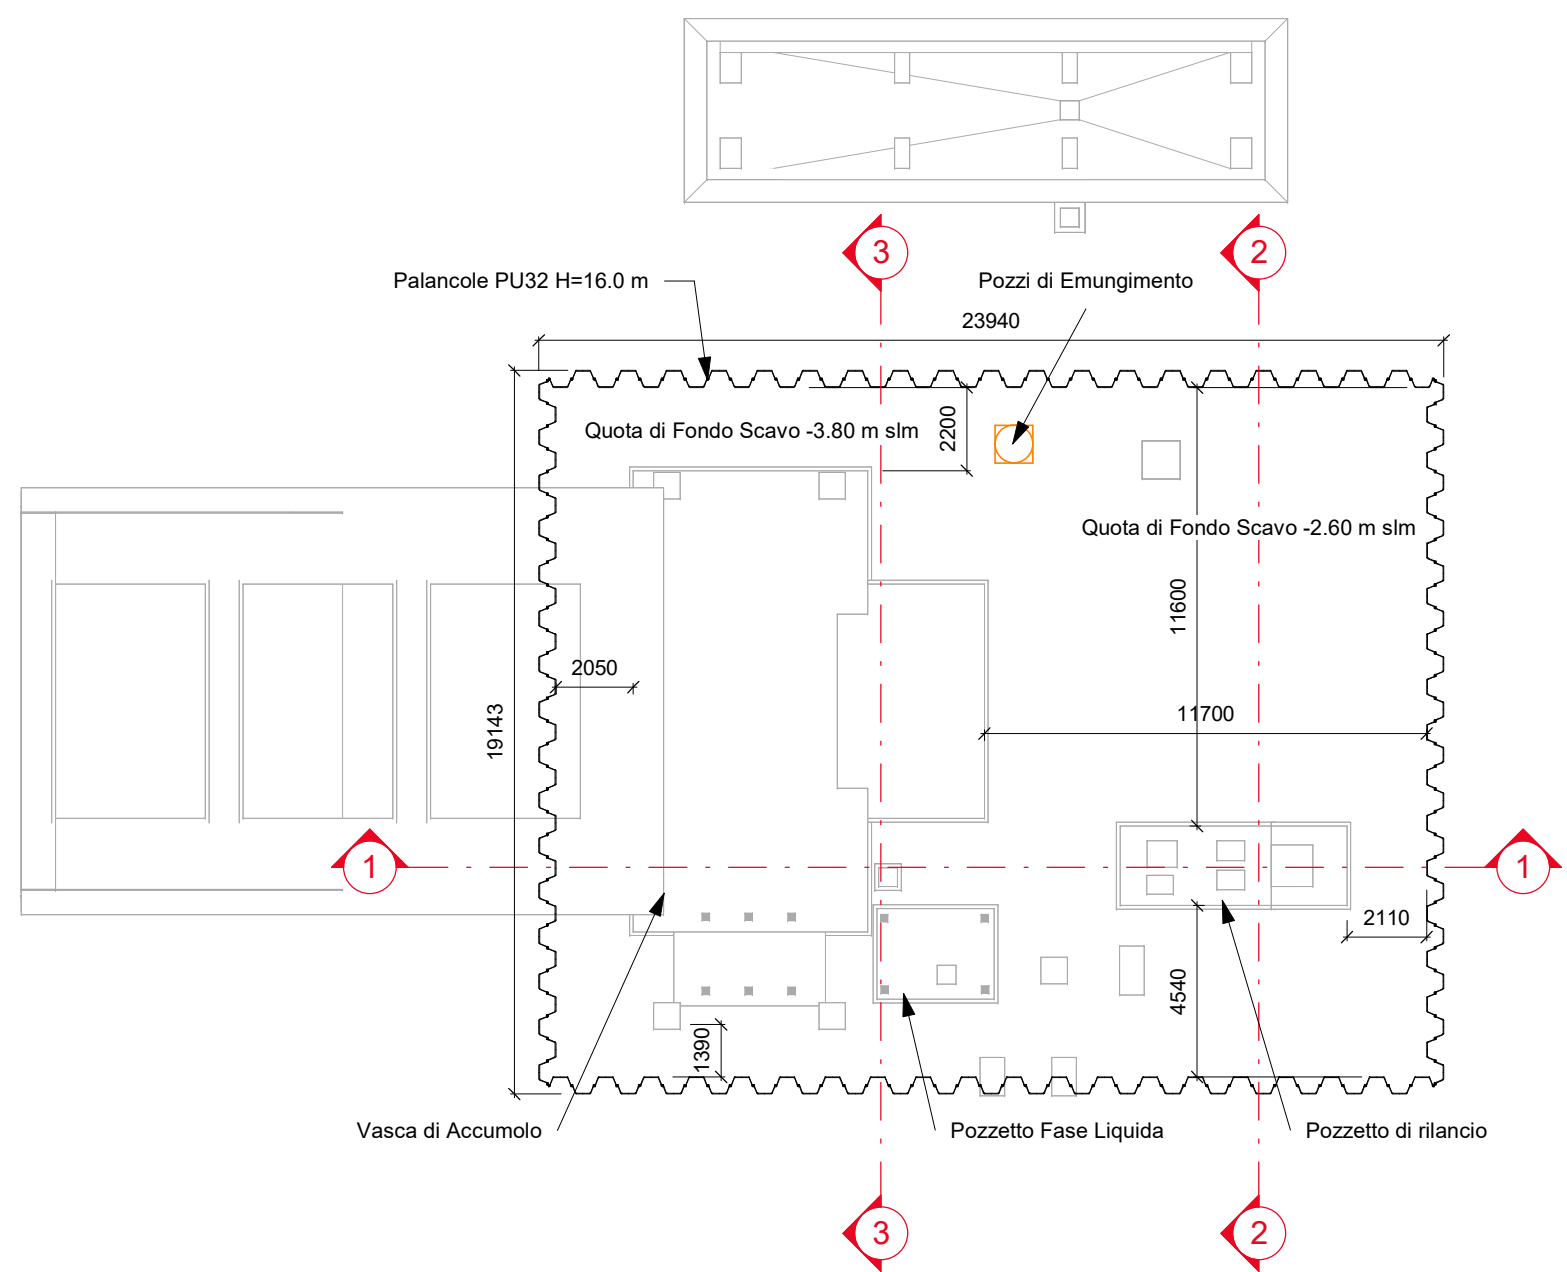 3
2
Palancole PU32 H=16.0 m
Pozzi di Emungimento
23940
Quota di Fondo Scavo -3.80 m slm
2200
Quota di Fondo Scavo -2.60 m slm
11600
2050
19143
11700
1
1
2110
4540
1390
Vasca di Accumolo
Pozzetto Fase Liquida
Pozzetto di rilancio
3
2